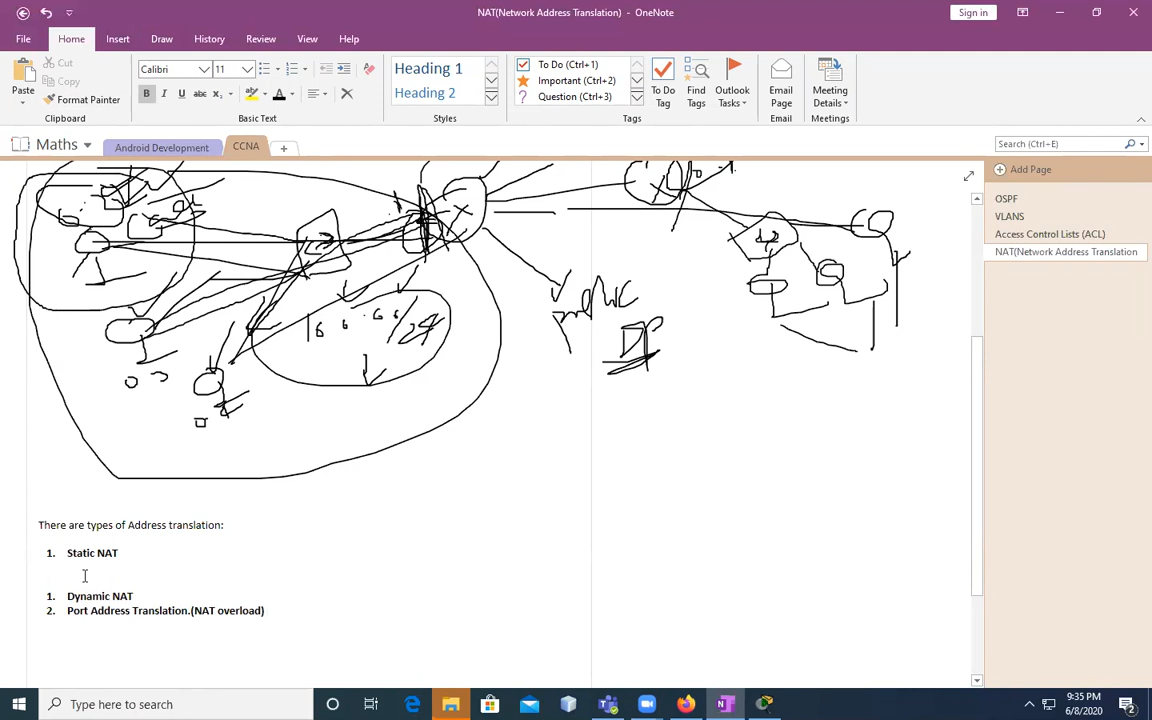 NAT(Network Address Translation) - OneNote
Sign in
File Home Insert Draw History Review View Help
Paste
Cut
Copy
Format Painter
Clipboard
Calibri 11
B I U abc x₂ A
Basic Text
Heading 1
Heading 2
Styles
To Do (Ctrl+1)
Important (Ctrl+2)
Question (Ctrl+3)
To Do Tag
Find Tags
Outlook Tasks
Tags
Email Page
Email
Meeting Details
Meetings
Maths
Android Development
CCNA
Search (Ctrl+E)
Add Page
OSPF
VLANS
Access Control Lists (ACL)
NAT(Network Address Translation
There are types of Address translation:
1. Static NAT
1. Dynamic NAT
2. Port Address Translation.(NAT overload)
Type here to search
9:35 PM
6/8/2020
2